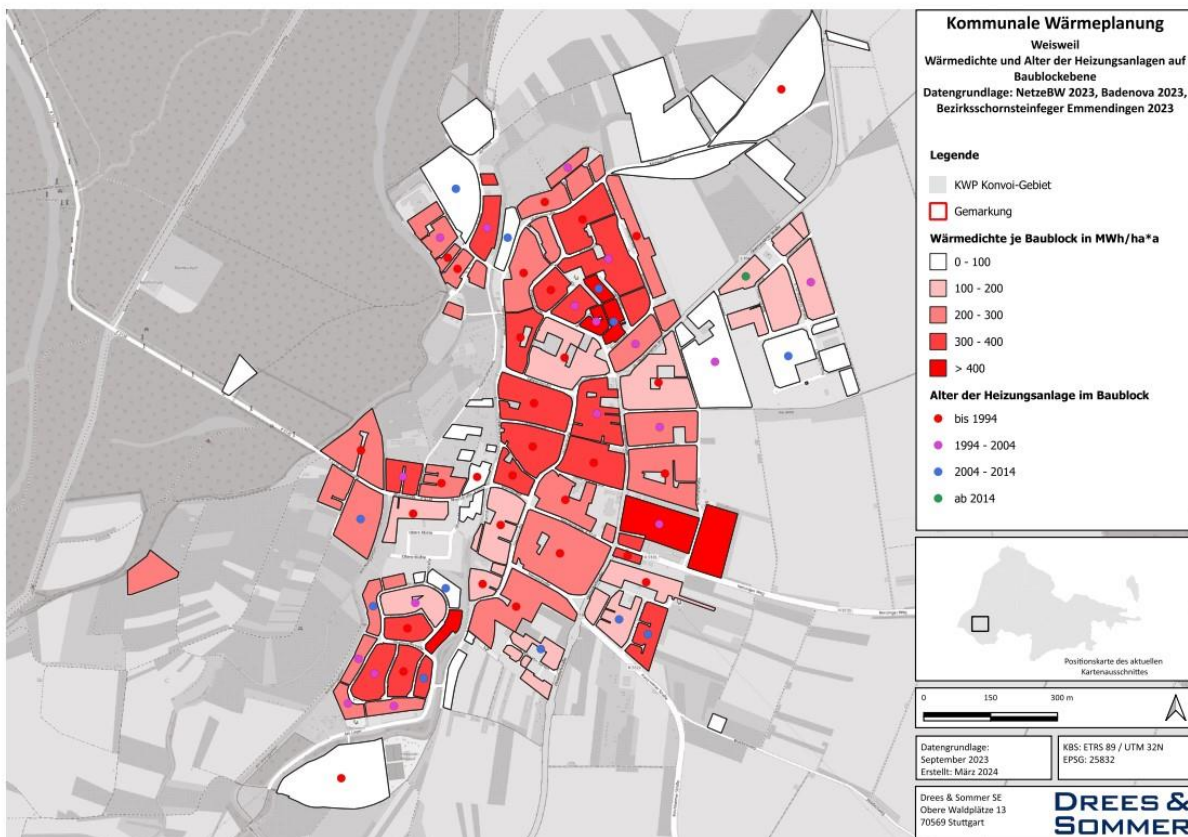 Kommunale Wärmeplanung
Weisweil
Wärmedichte und Alter der Heizungsanlagen auf
Baublockebene
Datengrundlage: NetzeBW 2023, Badenova 2023,
Bezirksschornsteinfeger Emmendingen 2023
Legende
KWP Konvoi-Gebiet
Gemarkung
Wärmedichte je Baublock in MWh/ha*a
0 - 100
100 - 200
200 - 300
300 - 400
> 400
Alter der Heizungsanlage im Baublock
bis 1994
1994 - 2004
2004 - 2014
ab 2014
Positionskarte des aktuellen
Kartenausschnittes
0 150 300 m
Datengrundlage:
September 2023
Erstellt: März 2024
KBS: ETRS 89 / UTM 32N
EPSG: 25832
Drees & Sommer SE
Obere Waldplätze 13
70569 Stuttgart
DREES &
SOMMER